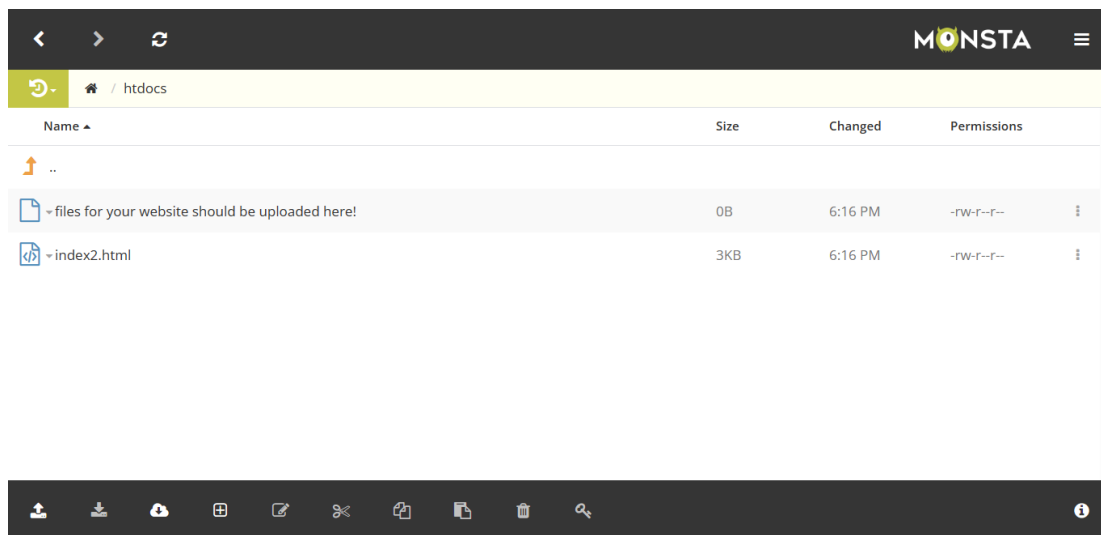 MONSTA
/ htdocs
Name Size Changed Permissions
..
files for your website should be uploaded here! 0B 6:16 PM -rw-r--r--
index2.html 3KB 6:16 PM -rw-r--r--